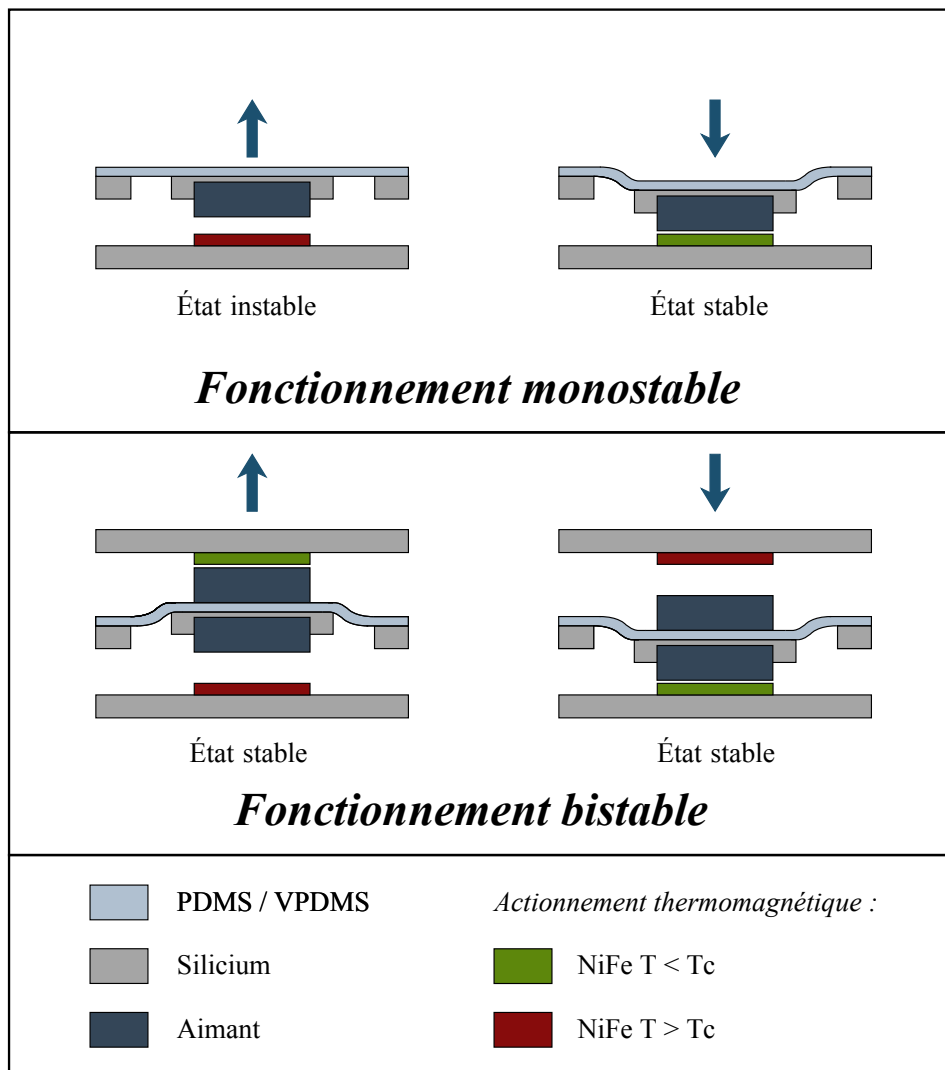 État instable
État stable
Fonctionnement monostable
État stable
État stable
Fonctionnement bistable
PDMS / VPDMS
Actionnement thermomagnétique :
Silicium
NiFe T < Tc
Aimant
NiFe T > Tc